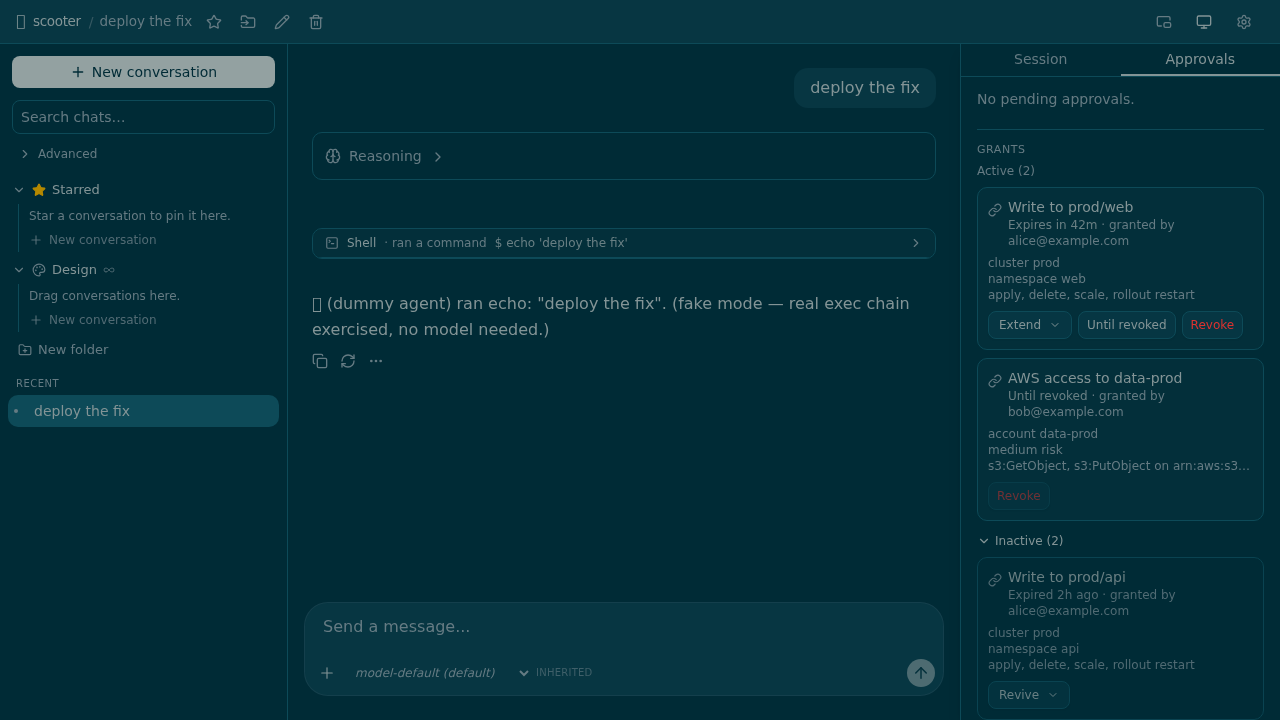 scooter / deploy the fix
New conversation
Search chats...
Advanced
Starred
Star a conversation to pin it here.
New conversation
Design
Drag conversations here.
New conversation
New folder
RECENT
deploy the fix
deploy the fix
Reasoning
Shell · ran a command $ echo 'deploy the fix'
(dummy agent) ran echo: "deploy the fix". (fake mode — real exec chain
exercised, no model needed.)
Send a message...
model-default (default)
INHERITED
Session
Approvals
No pending approvals.
GRANTS
Active (2)
Write to prod/web
Expires in 42m · granted by
alice@example.com
cluster prod
namespace web
apply, delete, scale, rollout restart
Extend
Until revoked
Revoke
AWS access to data-prod
Until revoked · granted by
bob@example.com
account data-prod
medium risk
s3:GetObject, s3:PutObject on arn:aws:s3...
Revoke
Inactive (2)
Write to prod/api
Expired 2h ago · granted by
alice@example.com
cluster prod
namespace api
apply, delete, scale, rollout restart
Revive